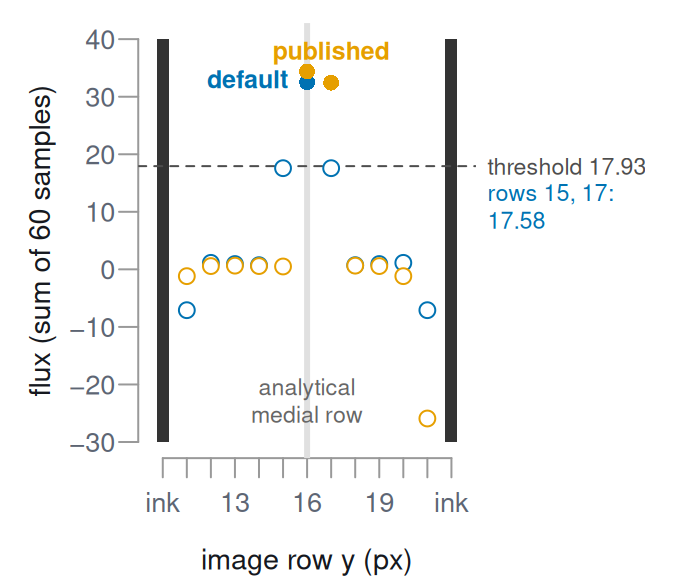 published
default
40
30
20
10
0
−10
−20
−30
flux (sum of 60 samples)
threshold 17.93
rows 15, 17:
17.58
analytical
medial row
ink 13 16 19 ink
image row y (px)